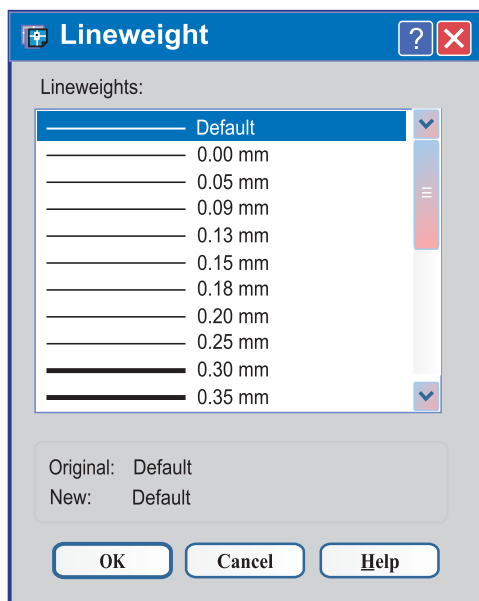 Lineweight ?
Lineweights:
Default
0.00 mm
0.05 mm
0.09 mm
0.13 mm
0.15 mm
0.18 mm
0.20 mm
0.25 mm
0.30 mm
0.35 mm
Original: Default
New: Default
OK Cancel Help